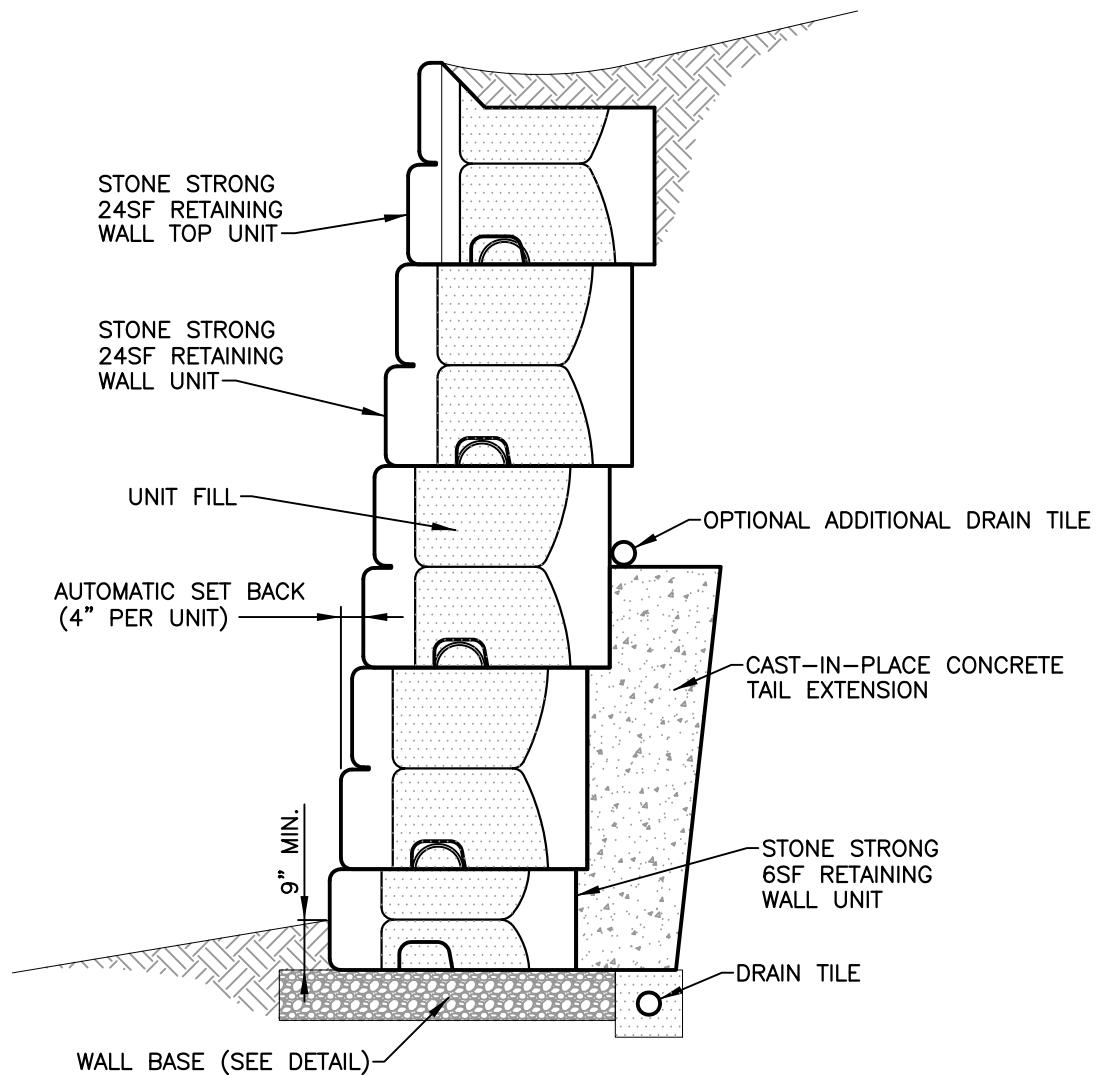 STONE STRONG
24SF RETAINING
WALL TOP UNIT
STONE STRONG
24SF RETAINING
WALL UNIT
UNIT FILL
OPTIONAL ADDITIONAL DRAIN TILE
AUTOMATIC SET BACK
(4" PER UNIT)
CAST-IN-PLACE CONCRETE
TAIL EXTENSION
9" MIN.
STONE STRONG
6SF RETAINING
WALL UNIT
DRAIN TILE
WALL BASE (SEE DETAIL)